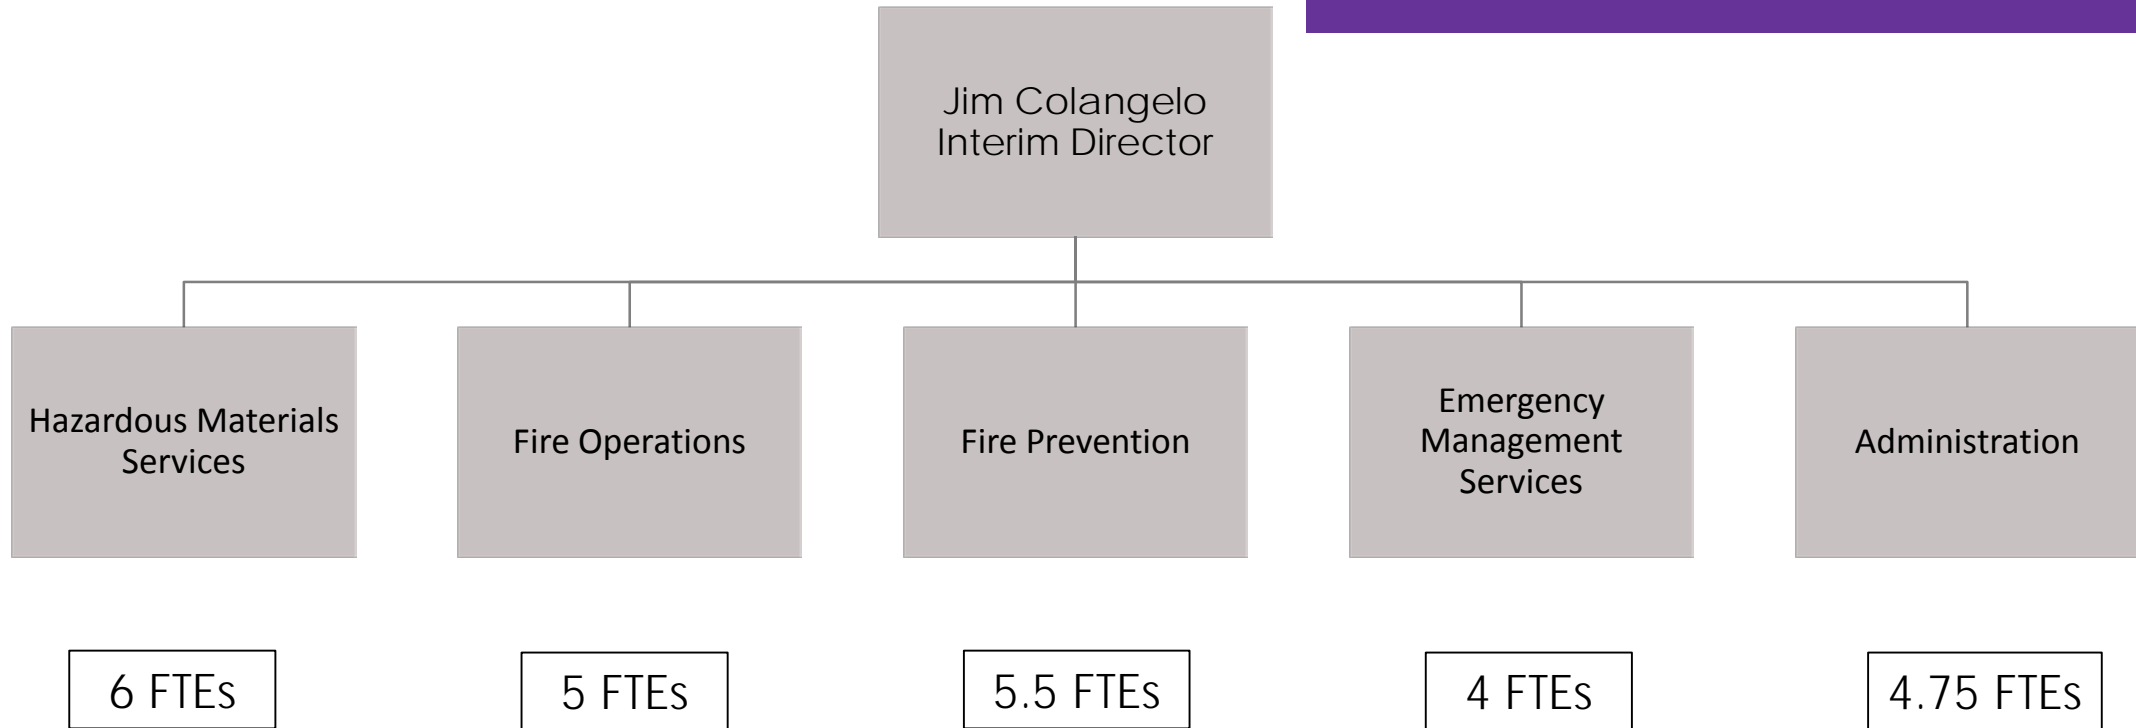 Jim Colangelo
Interim Director
Hazardous Materials
Services
Fire Operations
Fire Prevention
Emergency
Management
Services
Administration
6 FTEs
5 FTEs
5.5 FTEs
4 FTEs
4.75 FTEs